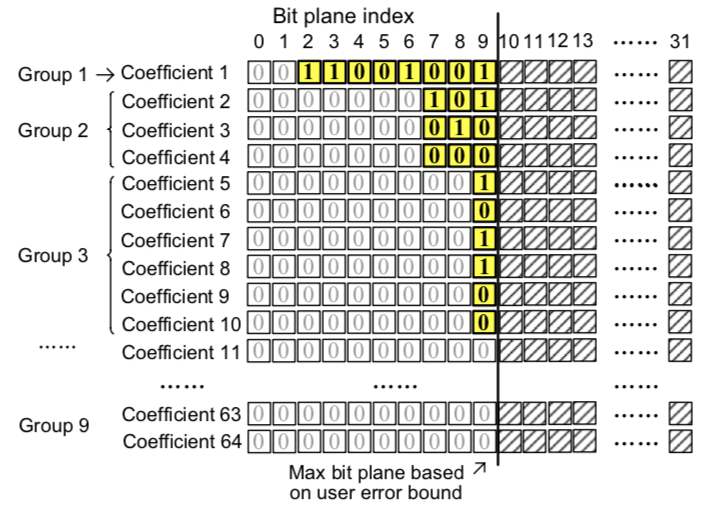 Bit plane index
0 1 2 3 4 5 6 7 8 9 10 11 12 13 ...... 31
Group 1 → Coefficient 1 0 0 1 1 0 0 1 0 0 1 ......
Coefficient 2 0 0 0 0 0 0 0 1 0 1 ......
Group 2 Coefficient 3 0 0 0 0 0 0 0 0 1 0 ......
Coefficient 4 0 0 0 0 0 0 0 0 0 0 ......
Coefficient 5 0 0 0 0 0 0 0 0 0 1 ......
Coefficient 6 0 0 0 0 0 0 0 0 0 0 ......
Coefficient 7 0 0 0 0 0 0 0 0 0 1 ......
Group 3 Coefficient 8 0 0 0 0 0 0 0 0 0 1 ......
Coefficient 9 0 0 0 0 0 0 0 0 0 0 ......
Coefficient 10 0 0 0 0 0 0 0 0 0 0 ......
...... Coefficient 11 0 0 0 0 0 0 0 0 0 0 ......
...... ...... ......
Group 9 Coefficient 63 0 0 0 0 0 0 0 0 0 0 ......
Coefficient 64 0 0 0 0 0 0 0 0 0 0 ......
Max bit plane based
on user error bound